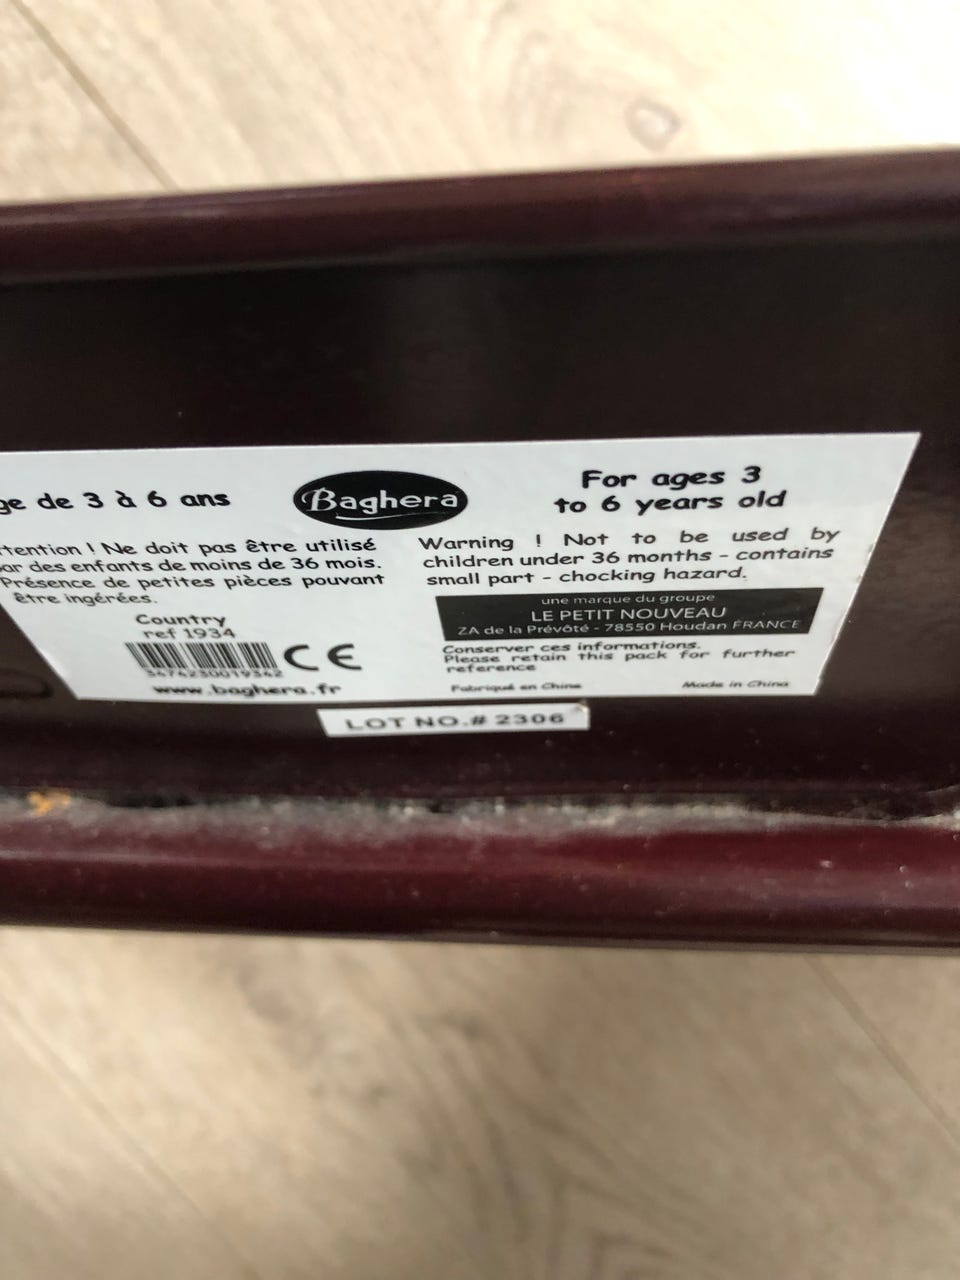 ge de 3 à 6 ans
Baghera
For ages 3
to 6 years old
ttention ! Ne doit pas être utilisé
par des enfants de moins de 36 mois.
Présence de petites pièces pouvant
être ingérées.
Country
ref 1934
3474230019342
www.baghera.fr
CE
Warning ! Not to be used by
children under 36 months - contains
small part - chocking hazard.
une marque du groupe
LE PETIT NOUVEAU
ZA de la Prévôté - 78550 Houdan FRANCE
Conserver ces informations.
Please retain this pack for further
reference
Fabriqué en Chine
Made in China
LOT NO.# 2306